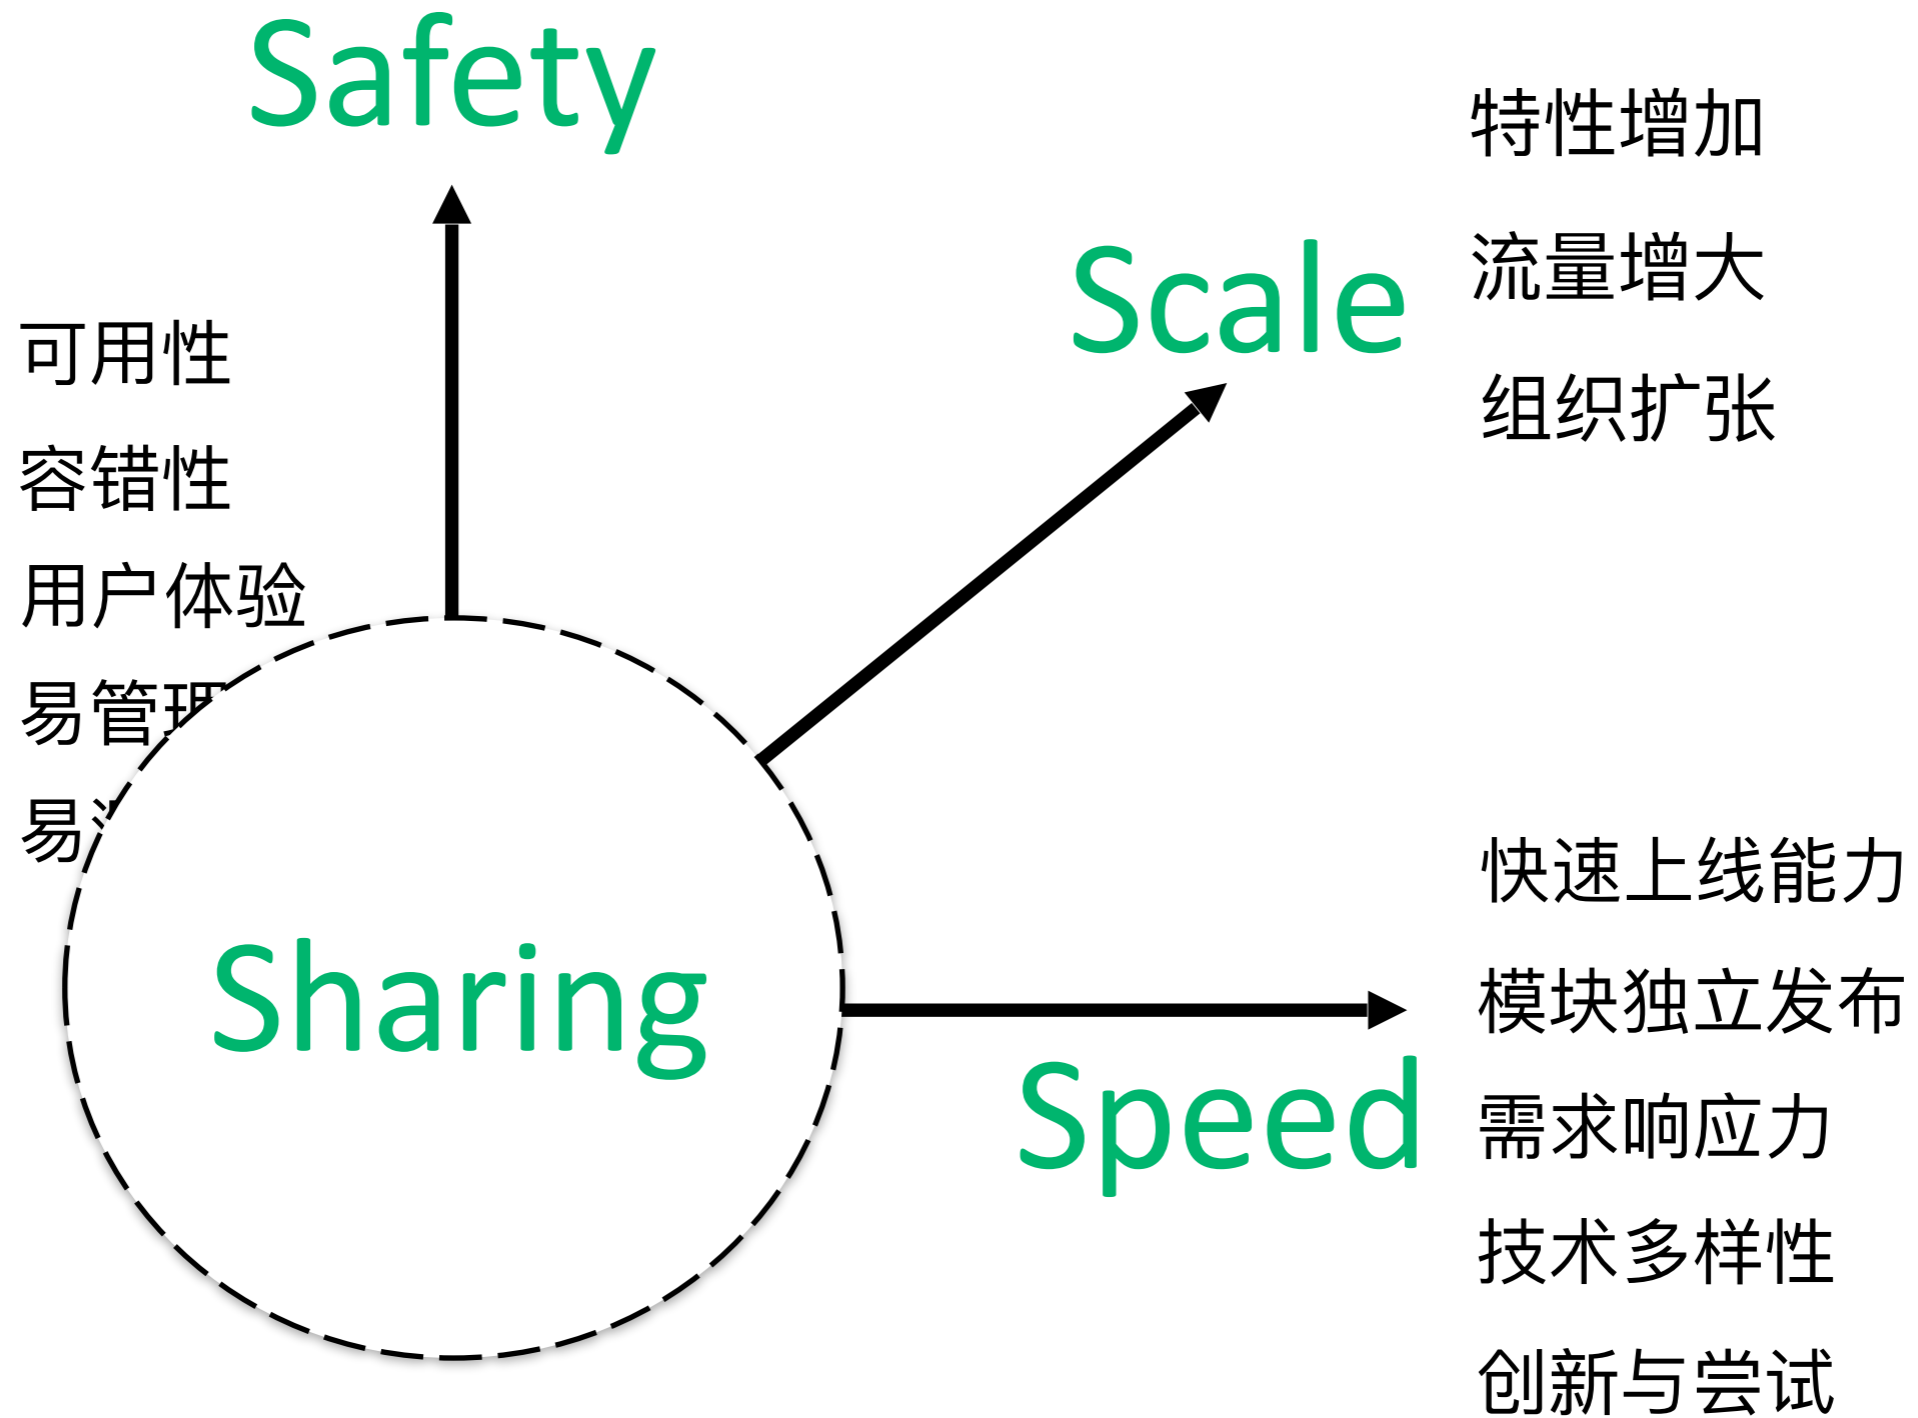 Safety
特性增加
流量增大
组织扩张
Scale
可用性
容错性
用户体验
易管理
易
Sharing
Speed
快速上线能力
模块独立发布
需求响应力
技术多样性
创新与尝试